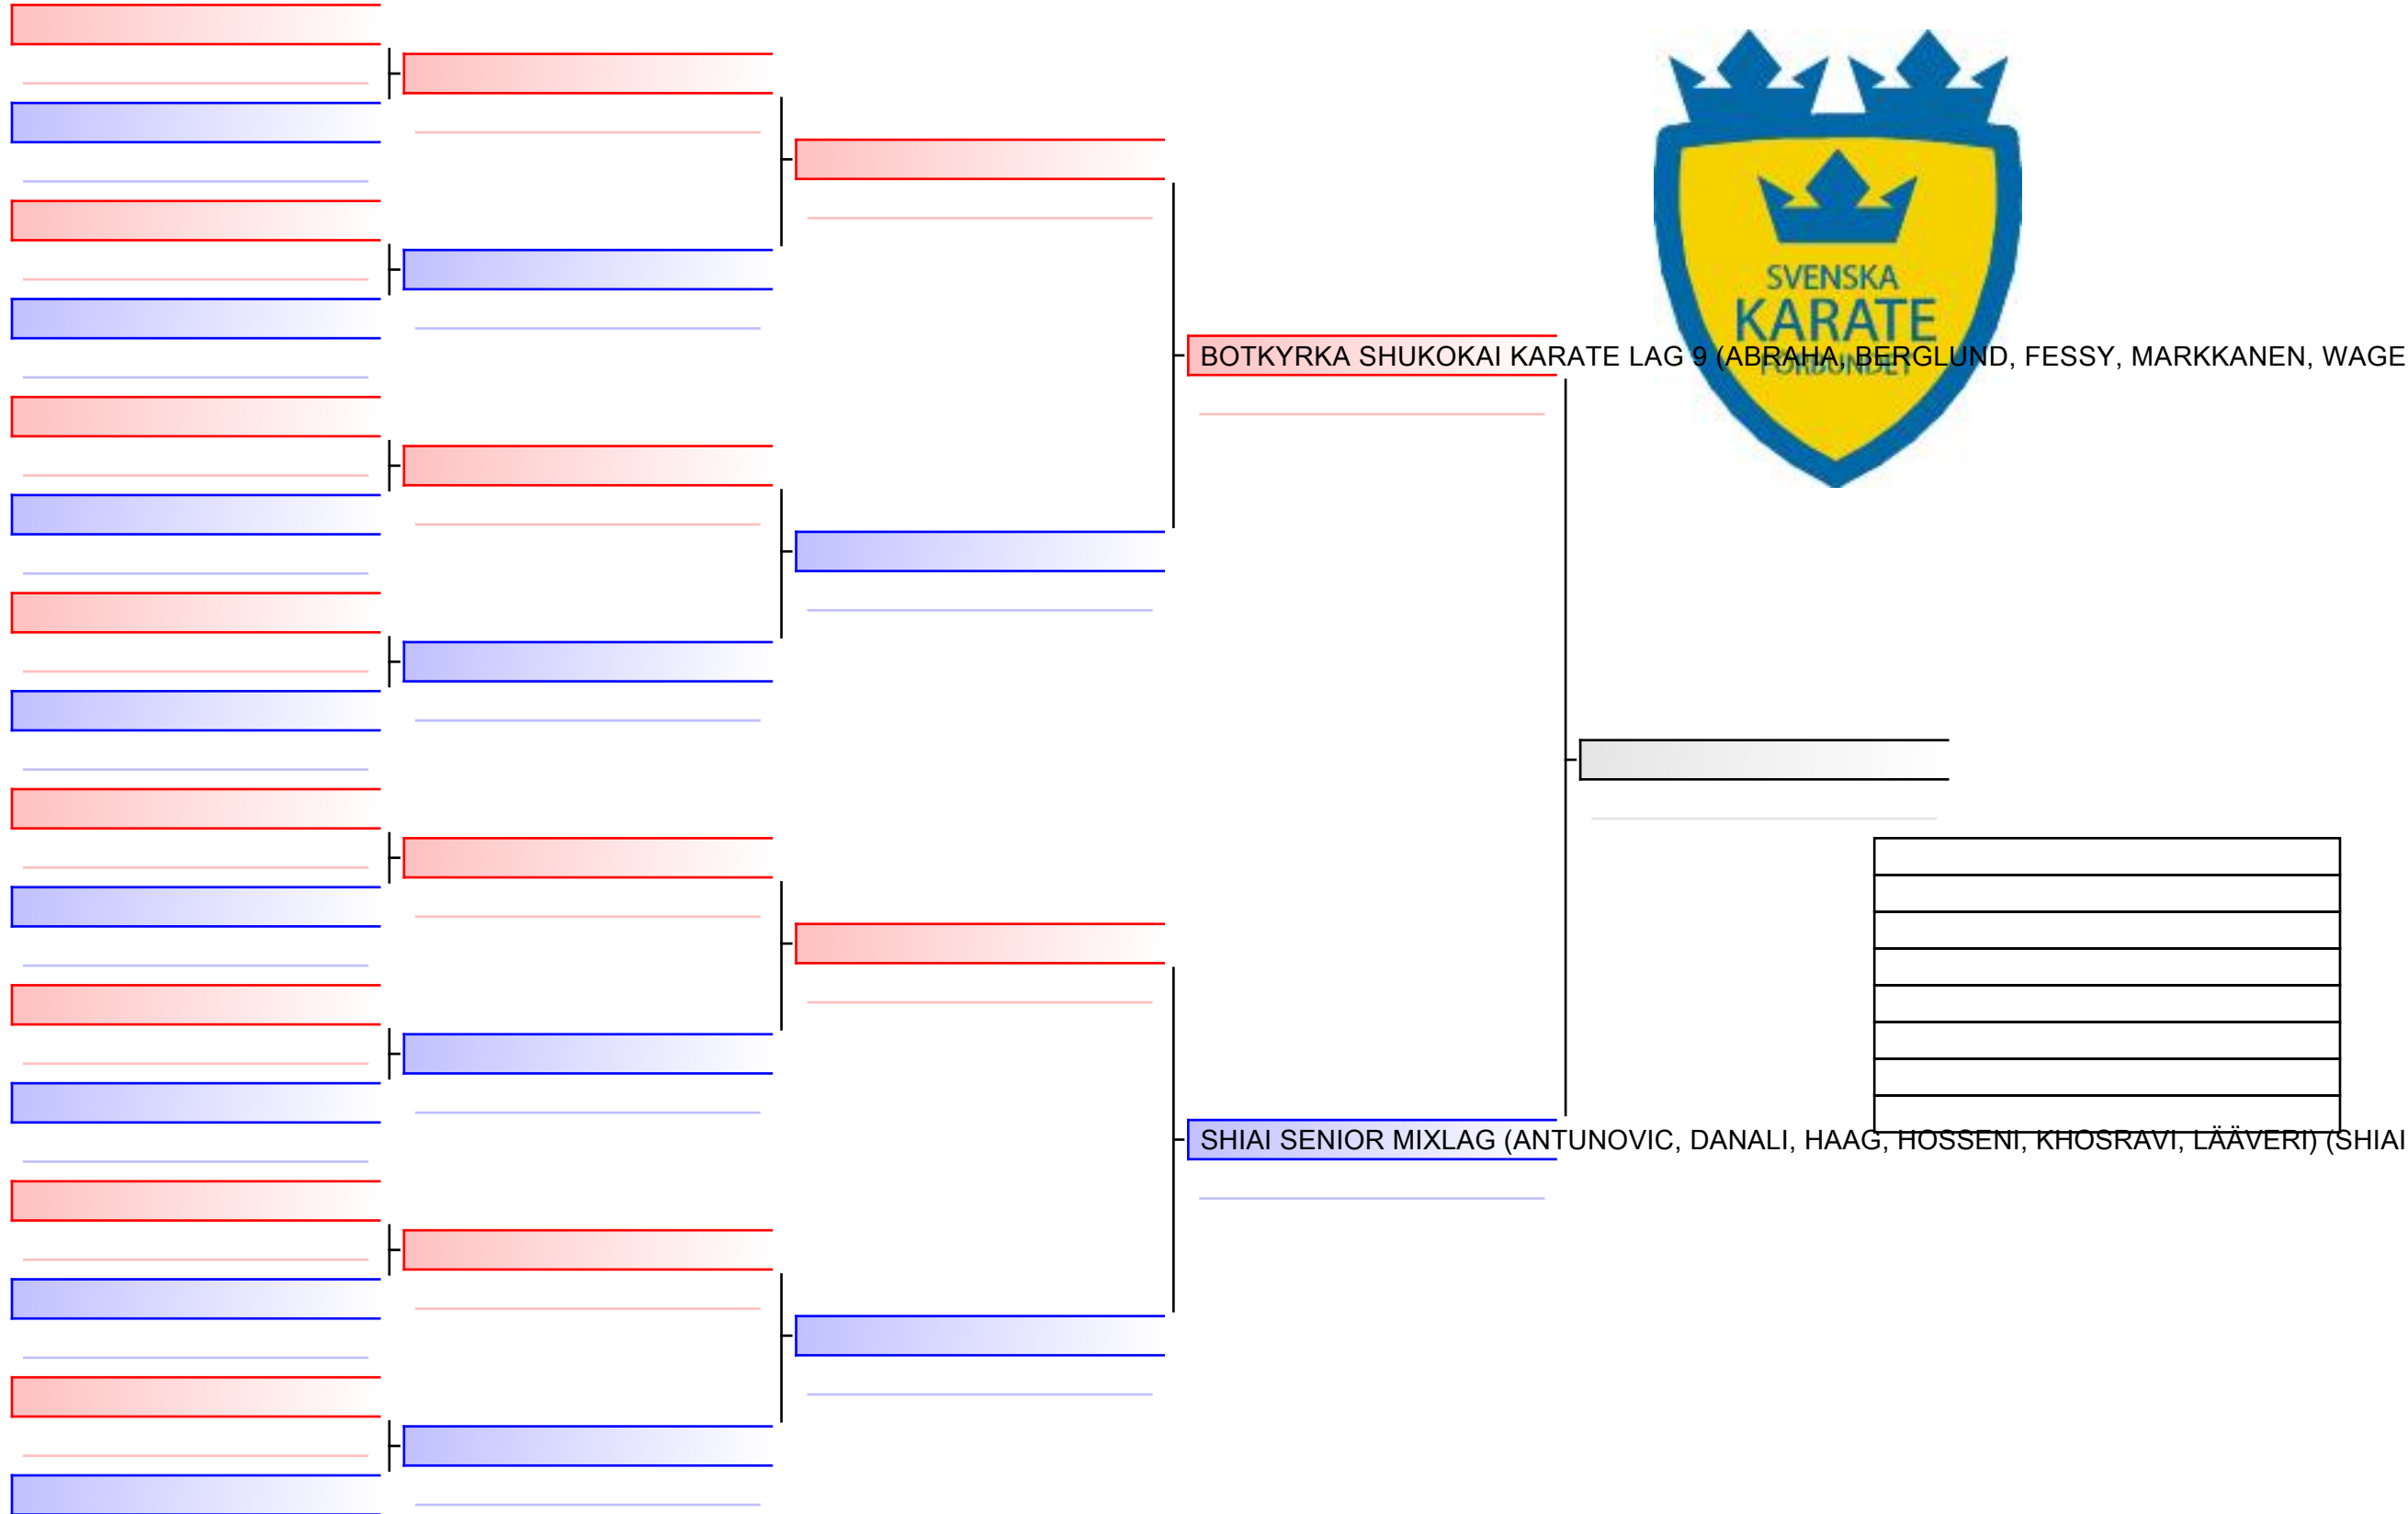 SVENSKA
KARATE
FÖRBUNDET
BOTKYRKA SHUKOKAI KARATE LAG 9 (ABRAHA, BERGLUND, FESSY, MARKKANEN, WAGE
SHIAI SENIOR MIXLAG (ANTUNOVIC, DANALI, HAAG, HOSSENI, KHOSRAVI, LÄÄVERI) (SHIAI